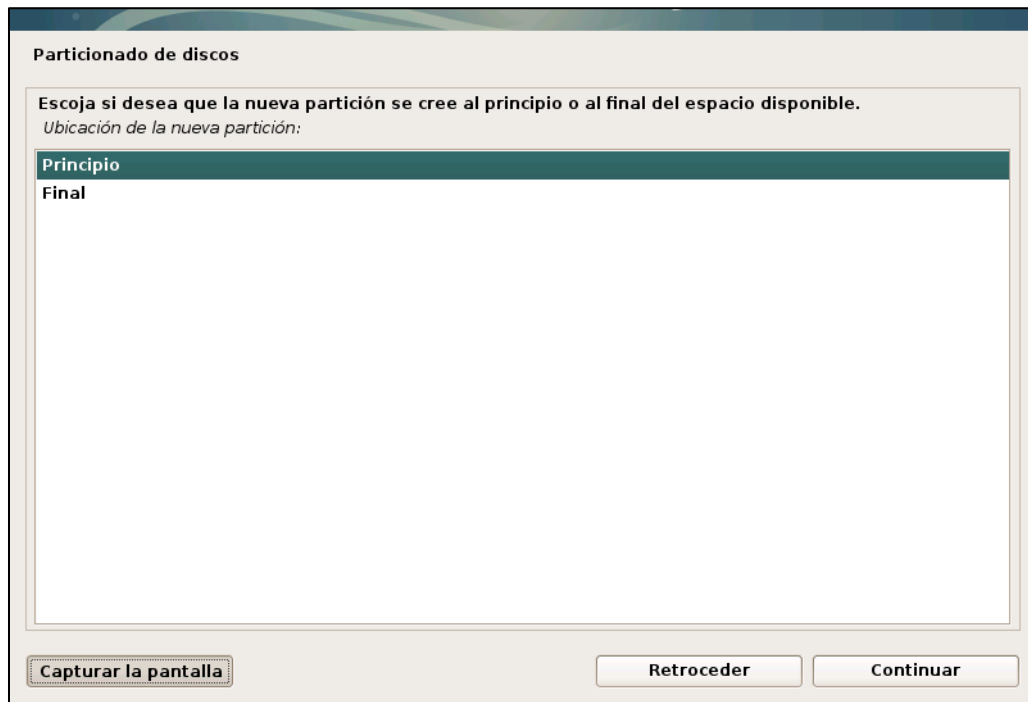 Particionado de discos
Escoja si desea que la nueva partición se cree al principio o al final del espacio disponible.
Ubicación de la nueva partición:
Principio
Final
Capturar la pantalla
Retroceder
Continuar